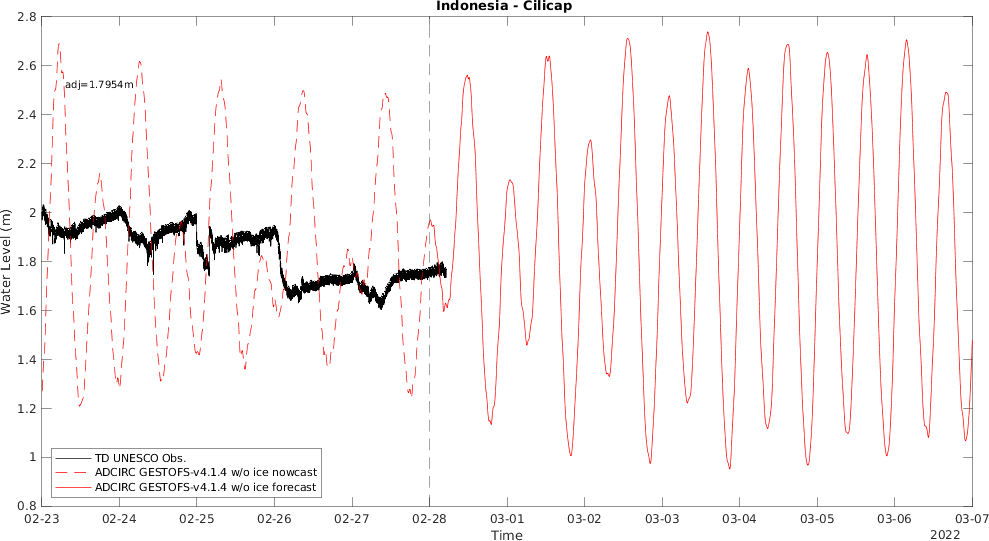 Indonesia - Cilicap
2.8
2.6
adj=1.7954m
2.4
2.2
2
1.8
1.6
1.4
1.2
1
0.8
Water Level (m)
TD UNESCO Obs.
ADCIRC GESTOFS-v4.1.4 w/o ice nowcast
ADCIRC GESTOFS-v4.1.4 w/o ice forecast
02-23 02-24 02-25 02-26 02-27 02-28 03-01 03-02 03-03 03-04 03-05 03-06 03-07
Time
2022